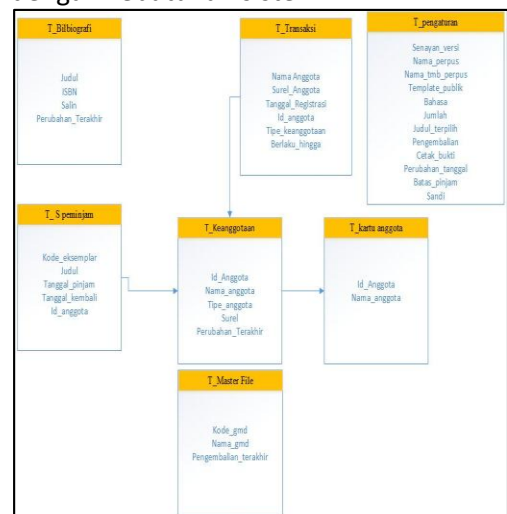 T_Bilbiografi
Judul
ISBN
Salin
Perubahan_Terakhir
T_Transaksi
Nama Anggota
Surel_Anggota
Tanggal_Registrasi
Id_anggota
Tipe_keanggotaan
Berlaku_hingga
T_pengaturan
Senayan_versi
Nama_perpus
Nama_tmb_perpus
Template_publik
Bahasa
Jumlah
Judul_terpilih
Pengembalian
Cetak_bukti
Perubahan_tanggal
Batas_pinjam
Sandi
T_ S peminjam
Kode_eksemplar
Judul
Tanggal_pinjam
Tanggal_kembali
Id_anggota
T_Keanggotaan
Id_Anggota
Nama_anggota
Tipe_anggota
Surel
Perubahan_Terakhir
T_kartu anggota
Id_Anggota
Nama_anggota
T_Master File
Kode_gmd
Nama_gmd
Pengembalian_terakhir